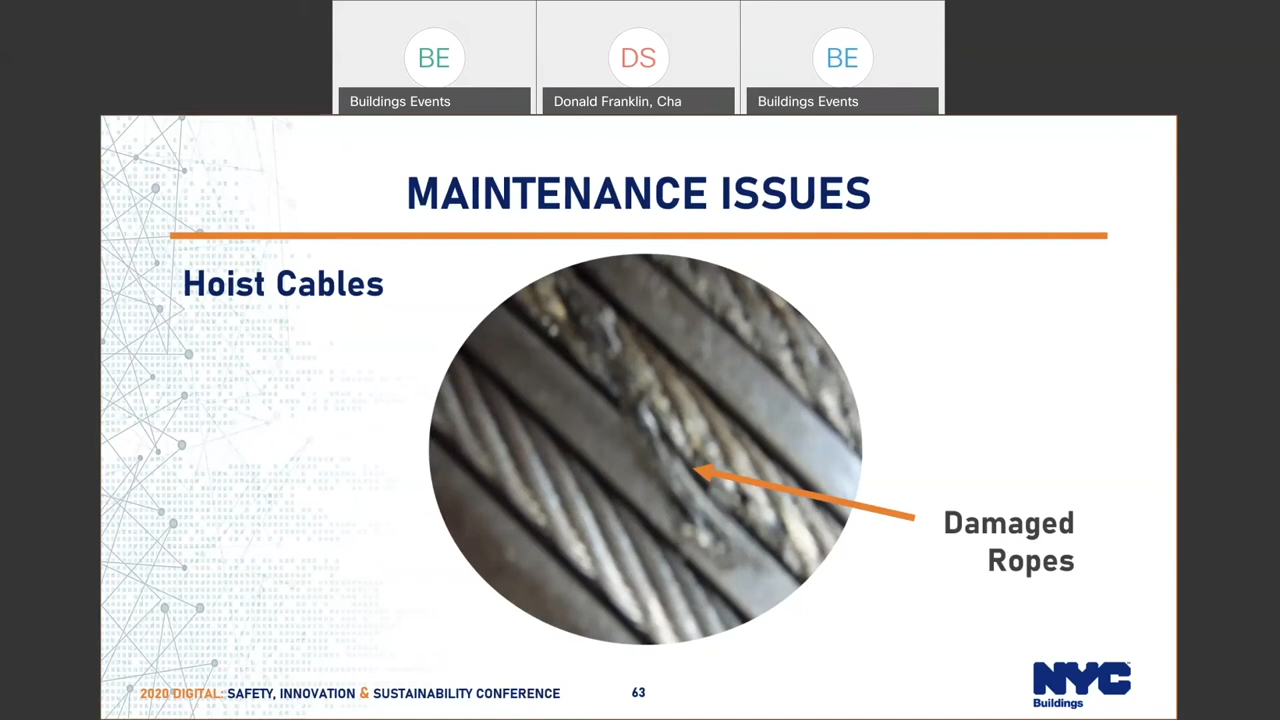 BE
DS
BE
Buildings Events
Donald Franklin, Cha
Buildings Events
MAINTENANCE ISSUES
Hoist Cables
Damaged
Ropes
2020 DIGITAL: SAFETY, INNOVATION & SUSTAINABILITY CONFERENCE
63
NYC
Buildings